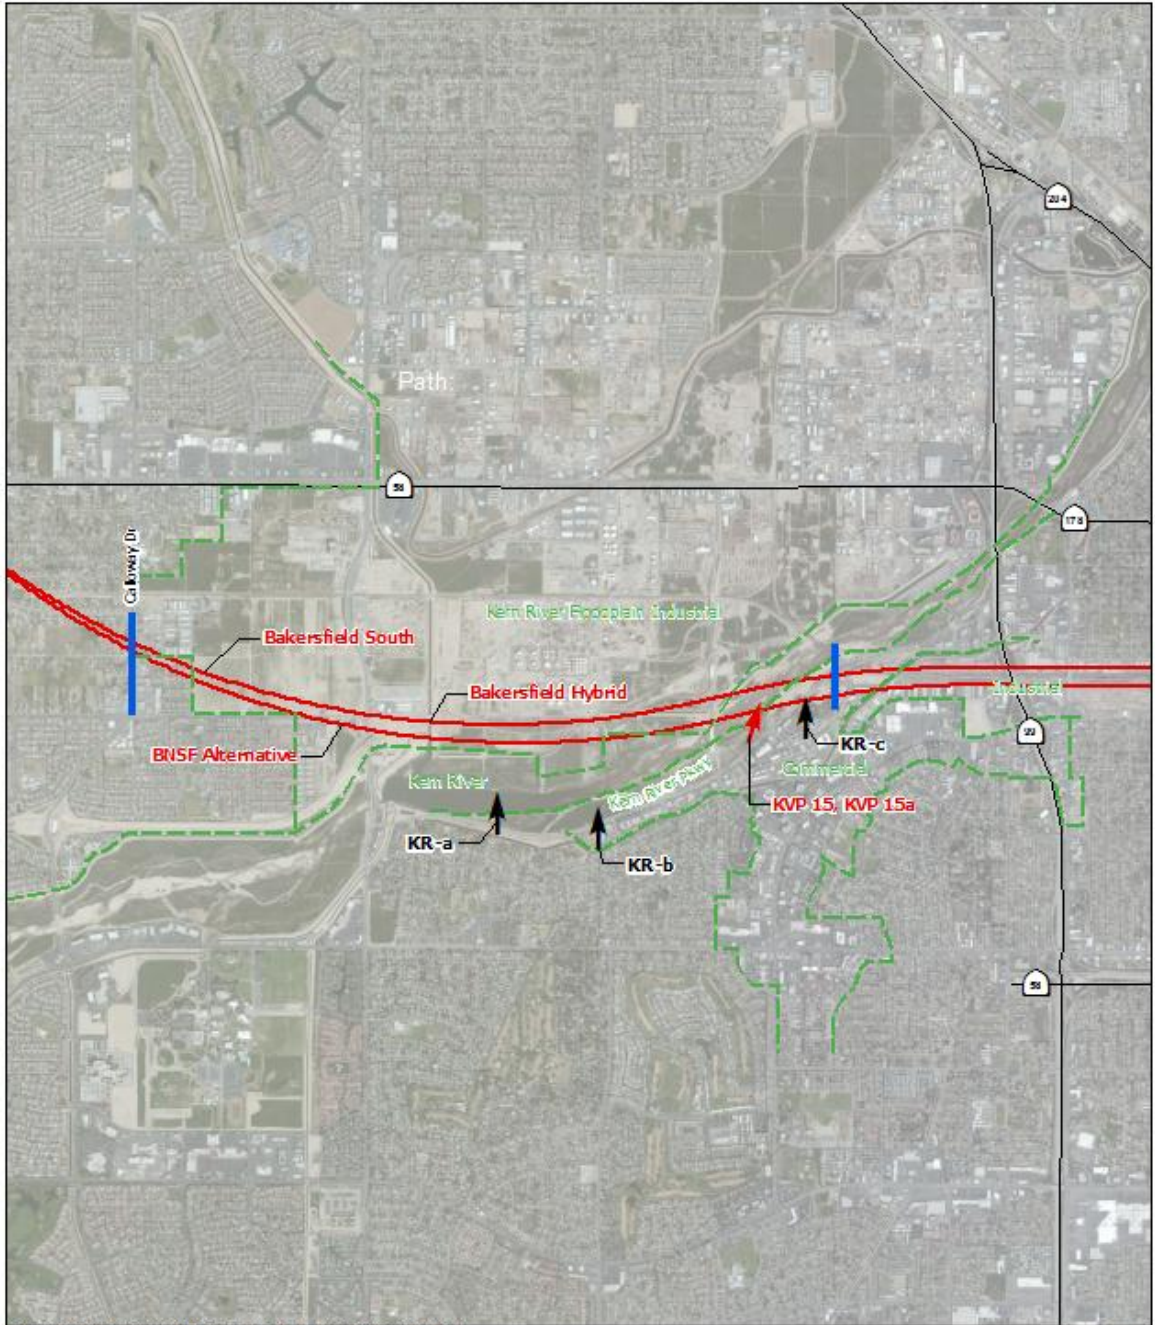 204
Path:
58
178
Calloway Dr
Kern River Floodplain Industrial
Bakersfield South
Bakersfield Hybrid
Industrial
BNSF Alternative
99
KR-c
Commercial
Kern River
Kern River Pkwy
KVP 15, KVP 15a
KR-a
KR-b
58